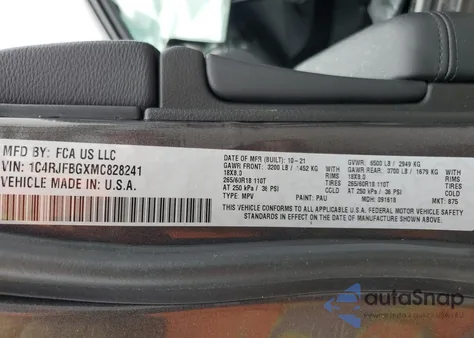 MFD BY: FCA US LLC
VIN: 1C4RJFBGXMC828241
VEHICLE MADE IN: U.S.A.
DATE OF MFR (BUILT): 10-21 GVWR: 6500 LB / 2949 KG
GAWR FRONT: 3200 LB / 1452 KG GAWR REAR: 3700 LB / 1679 KG
18X8.0 RIMS 18X8.0 RIMS
265/60R18 110T TIRES 265/60R18 110T TIRES
AT 250 kPa / 36 PSI COLD AT 250 kPa / 36 PSI COLD
THIS VEHICLE CONFORMS TO ALL APPLICABLE U.S.A. FEDERAL MOTOR VEHICLE SAFETY STANDARDS IN EFFECT ON THE DATE OF MANUFACTURE SHOWN ABOVE.
TYPE: MPV PAINT: PAU MDH: 091618 MKT: 875
autoSnap